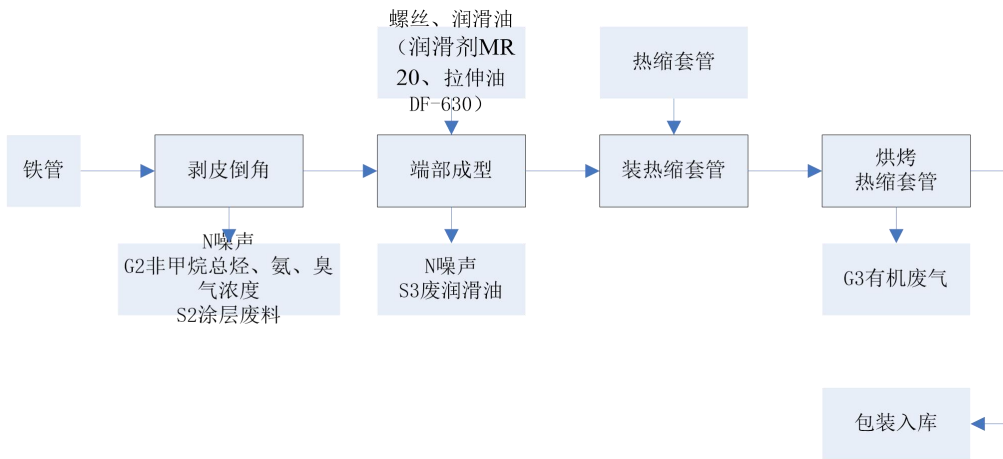 螺丝、润滑油
（润滑剂MR
20、拉伸油
DF-630）
热缩套管
铁管
剥皮倒角
端部成型
装热缩套管
烘烤
热缩套管
N噪声
G2非甲烷总烃、氨、臭
气浓度
S2涂层废料
N噪声
S3废润滑油
G3有机废气
包装入库